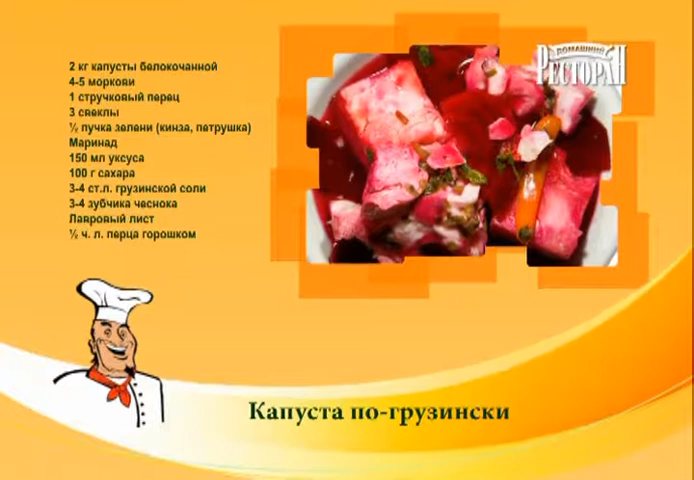 2 кг капусты белокочанной
4-5 моркови
1 стручковый перец
3 свеклы
½ пучка зелени (кинза, петрушка)
Маринад
150 мл уксуса
100 г сахара
3-4 ст.л. грузинской соли
3-4 зубчика чеснока
Лавровый лист
½ ч. л. перца горошком
ДОМАШНИЙ
РЕСТОРАН
Капуста по-грузински